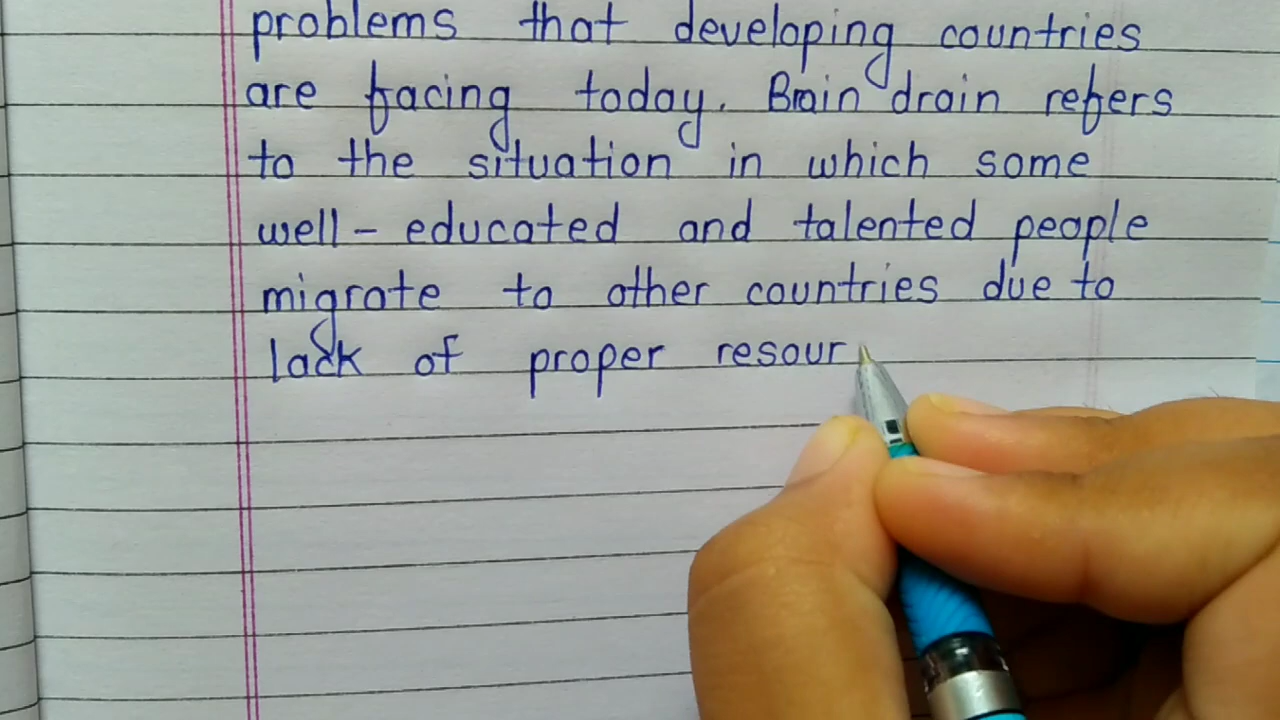 problems that developing countries
are facing today. Brain drain refers
to the situation in which some
well-educated and talented people
migrate to other countries due to
lack of proper resour